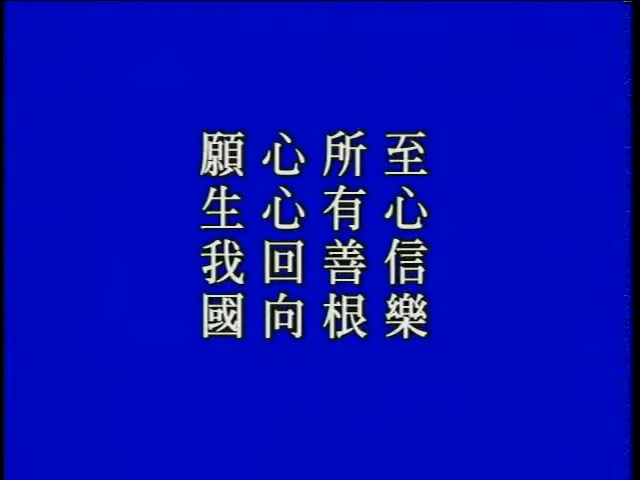 至心信樂
所有善根
心心回向
願生我國